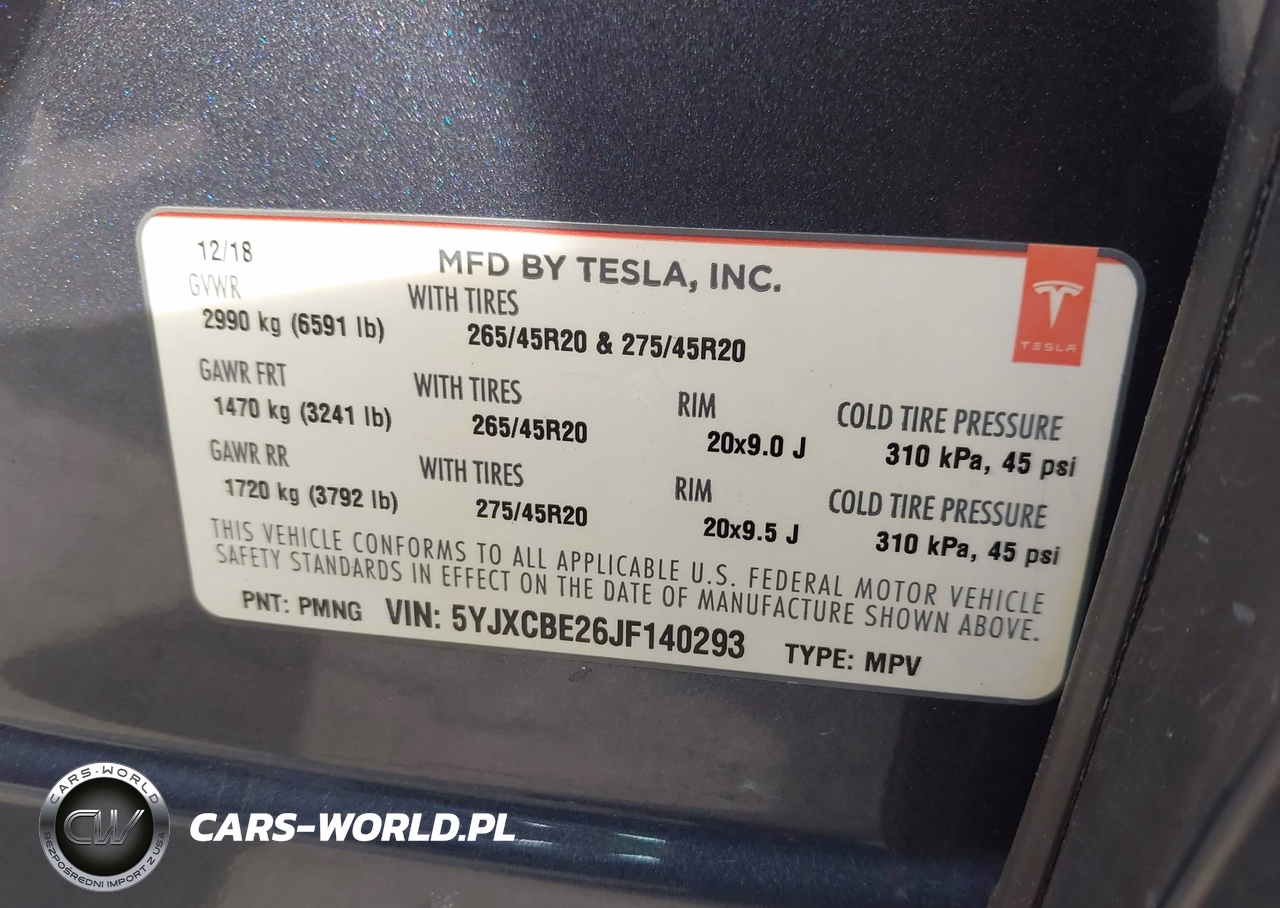 12/18
MFD BY TESLA, INC.
GVWR
WITH TIRES
2990 kg (6591 lb)
265/45R20 & 275/45R20
TESLA
GAWR FRT
WITH TIRES
RIM
COLD TIRE PRESSURE
1470 kg (3241 lb)
265/45R20
20x9.0 J
310 kPa, 45 psi
GAWR RR
WITH TIRES
RIM
COLD TIRE PRESSURE
1720 kg (3792 lb)
275/45R20
20x9.5 J
310 kPa, 45 psi
THIS VEHICLE CONFORMS TO ALL APPLICABLE U.S. FEDERAL MOTOR VEHICLE
SAFETY STANDARDS IN EFFECT ON THE DATE OF MANUFACTURE SHOWN ABOVE.
PNT: PMNG VIN: 5YJXCBE26JF140293 TYPE: MPV
CARS-WORLD
CW
BEZPOŚREDNI IMPORT Z USA
CARS-WORLD.PL